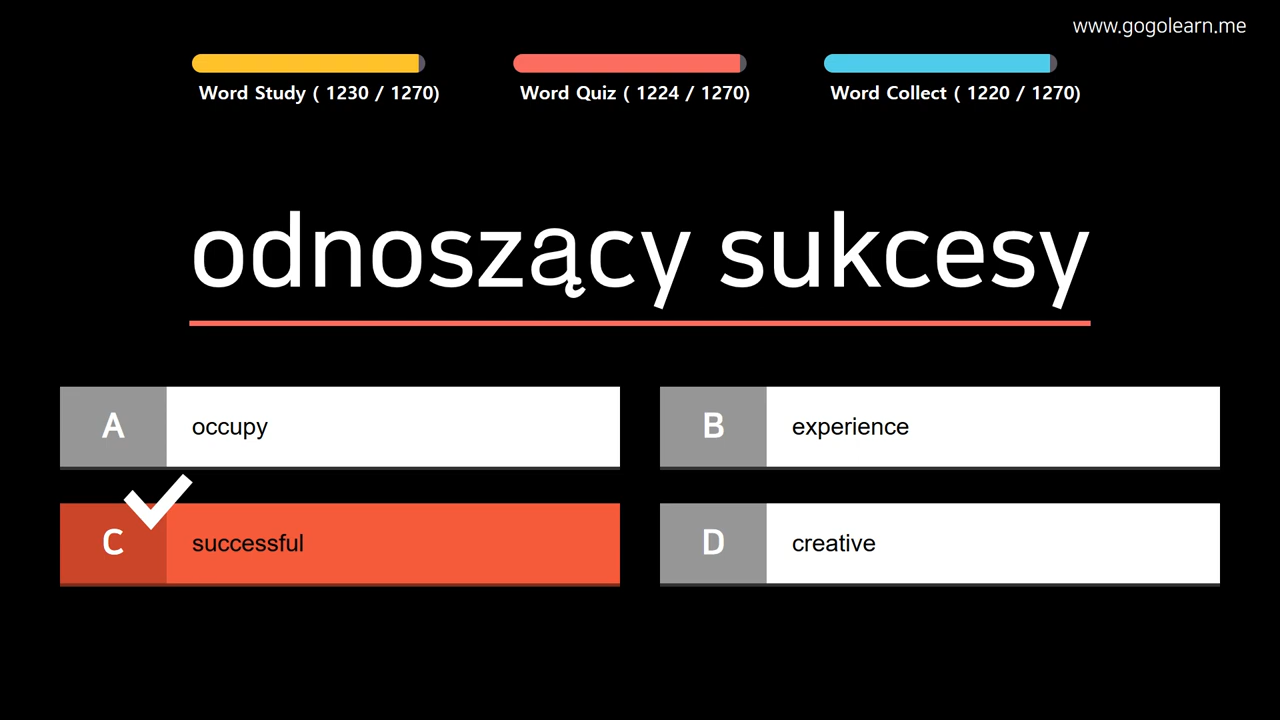 www.gogolearn.me
Word Study ( 1230 / 1270)
Word Quiz ( 1224 / 1270)
Word Collect ( 1220 / 1270)
odnoszący sukcesy
A occupy
B experience
C successful
D creative